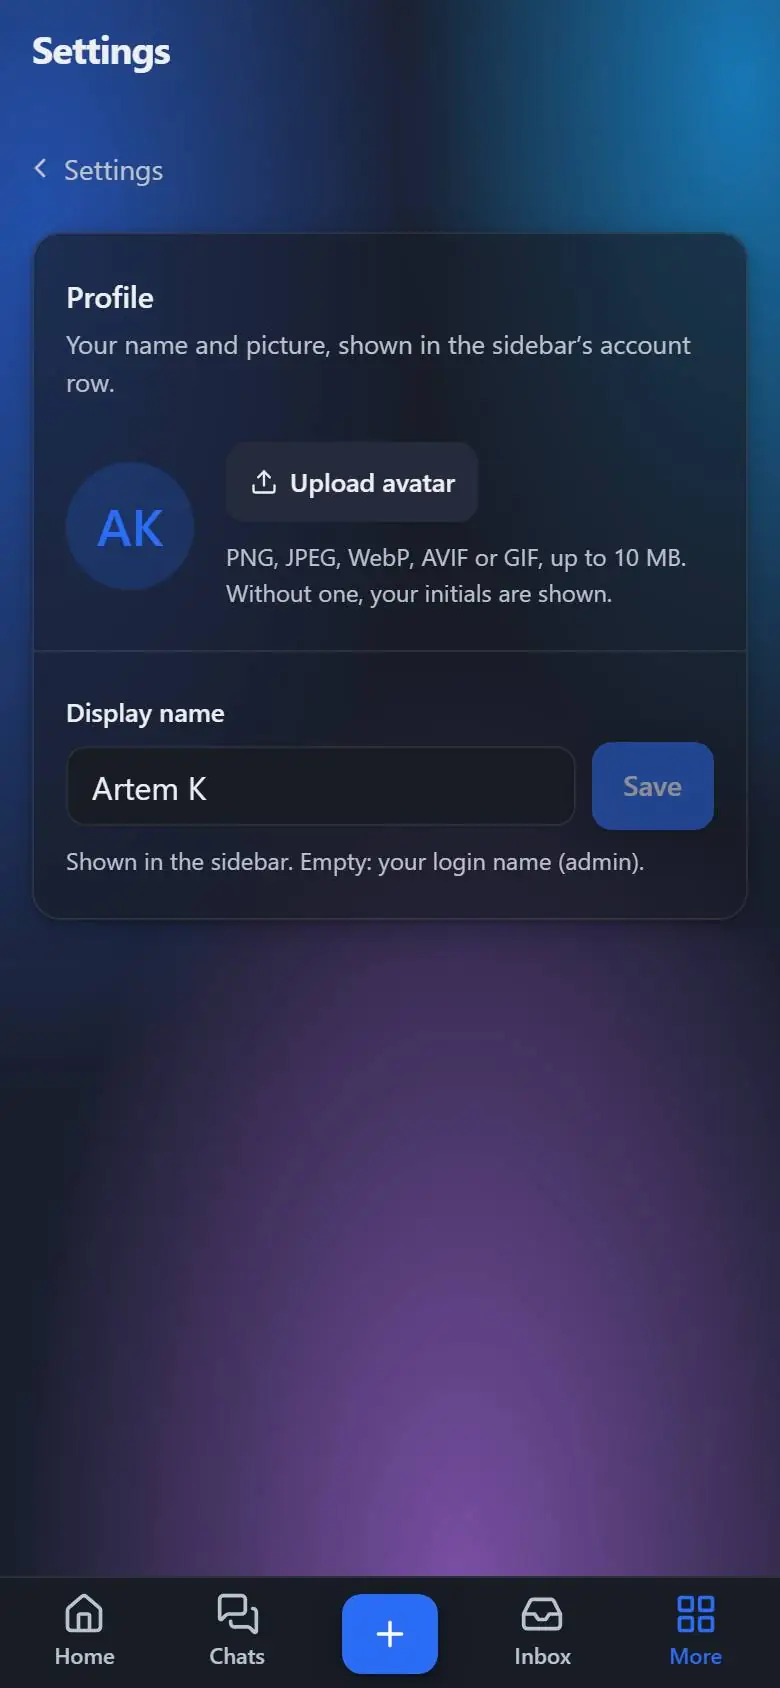 Settings
Settings
Profile
Your name and picture, shown in the sidebar’s account
row.
AK
Upload avatar
PNG, JPEG, WebP, AVIF or GIF, up to 10 MB.
Without one, your initials are shown.
Display name
Artem K
Save
Shown in the sidebar. Empty: your login name (admin).
Home
Chats
Inbox
More